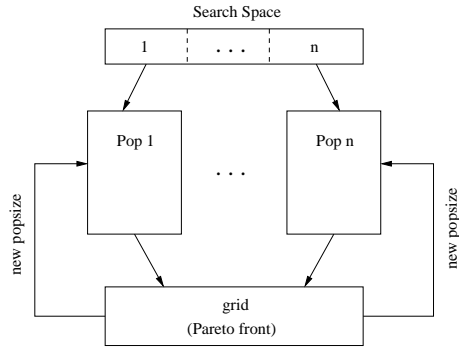 Search Space
1 . . . n
Pop 1
Pop n
. . .
new popsize
new popsize
grid
(Pareto front)